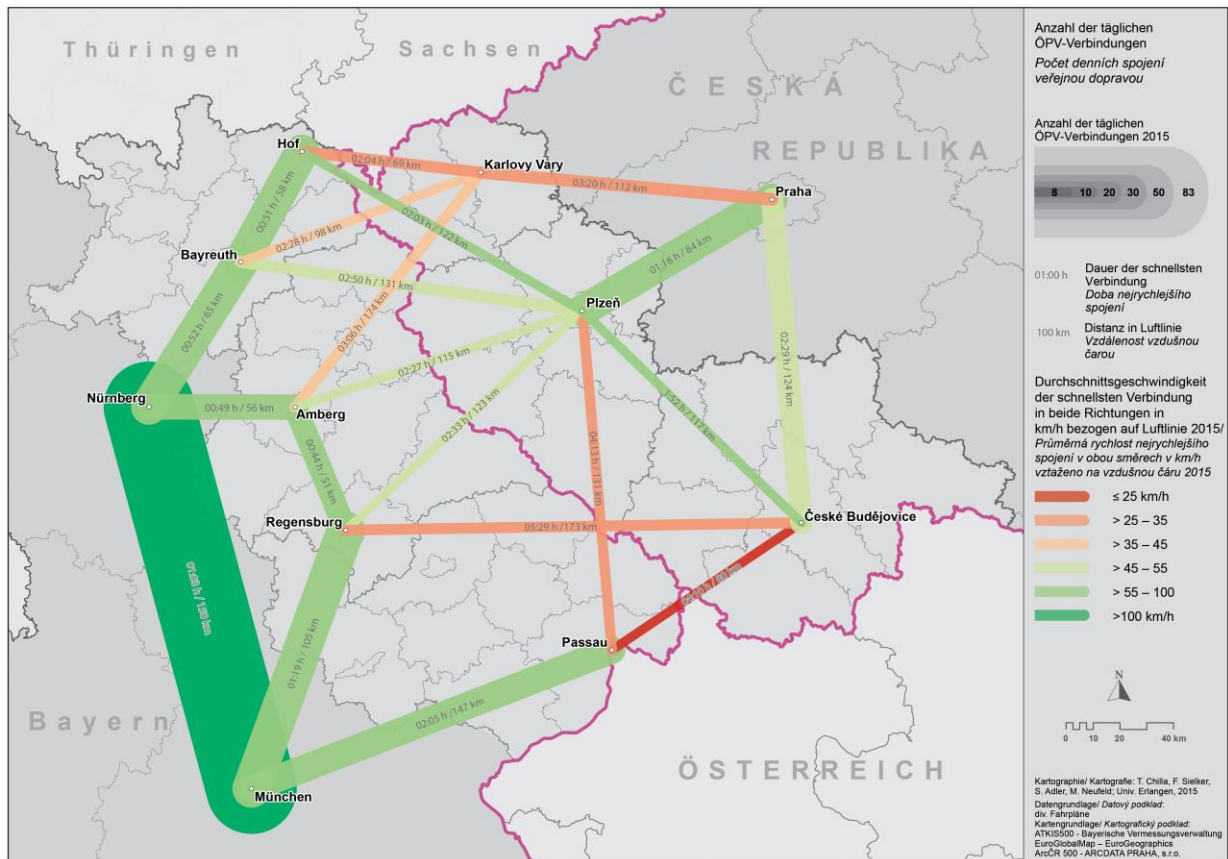 Thüringen
Sachsen
ČESKÁ
REPUBLIKA
Hof
02:04 h / 69 km
Karlovy Vary
03:20 h / 112 km
Praha
00:51 h / 58 km
02:03 h / 122 km
02:28 h / 98 km
Bayreuth
01:18 h / 84 km
02:50 h / 131 km
Plzeň
00:52 h / 65 km
03:06 h / 174 km
02:29 h / 124 km
02:27 h / 115 km
Nürnberg
00:49 h / 56 km
Amberg
02:33 h / 123 km
1:52 h / 117 km
00:44 h / 51 km
04:13 h / 131 km
Regensburg
05:29 h /173 km
České Budějovice
01:19 h / 105 km
Passau
02:05 h /147 km
Bayern
ÖSTERREICH
München
Anzahl der täglichen
ÖPV-Verbindungen
Počet denních spojení
veřejnou dopravou
Anzahl der täglichen
ÖPV-Verbindungen 2015
8 10 20 30 50 83
01:00 h
Dauer der schnellsten
Verbindung
Doba nejrychlejšího
spojení
100 km
Distanz in Luftlinie
Vzdálenost vzdušnou
čarou
Durchschnittsgeschwindigkeit
der schnellsten Verbindung
in beide Richtungen in
km/h bezogen auf Luftlinie 2015/
Průměrná rychlost nejrychlejšího
spojení v obou směrech v km/h
vztaženo na vzdušnou čáru 2015
≤ 25 km/h
> 25 – 35
> 35 – 45
> 45 – 55
> 55 – 100
>100 km/h
N
0 10 20 40 km
Kartographie/ Kartografie: T. Chilla, F. Sielker,
S. Adler, M. Neufeld; Univ. Erlangen, 2015
Datengrundlage/ Datový podklad:
div. Fahrpläne
Kartengrundlage/ Kartografický podklad:
ATKIS500 - Bayerische Vermessungsverwaltung
EuroGlobalMap – EuroGeographics
ArcČR 500 - ARCDATA PRAHA, s.r.o.